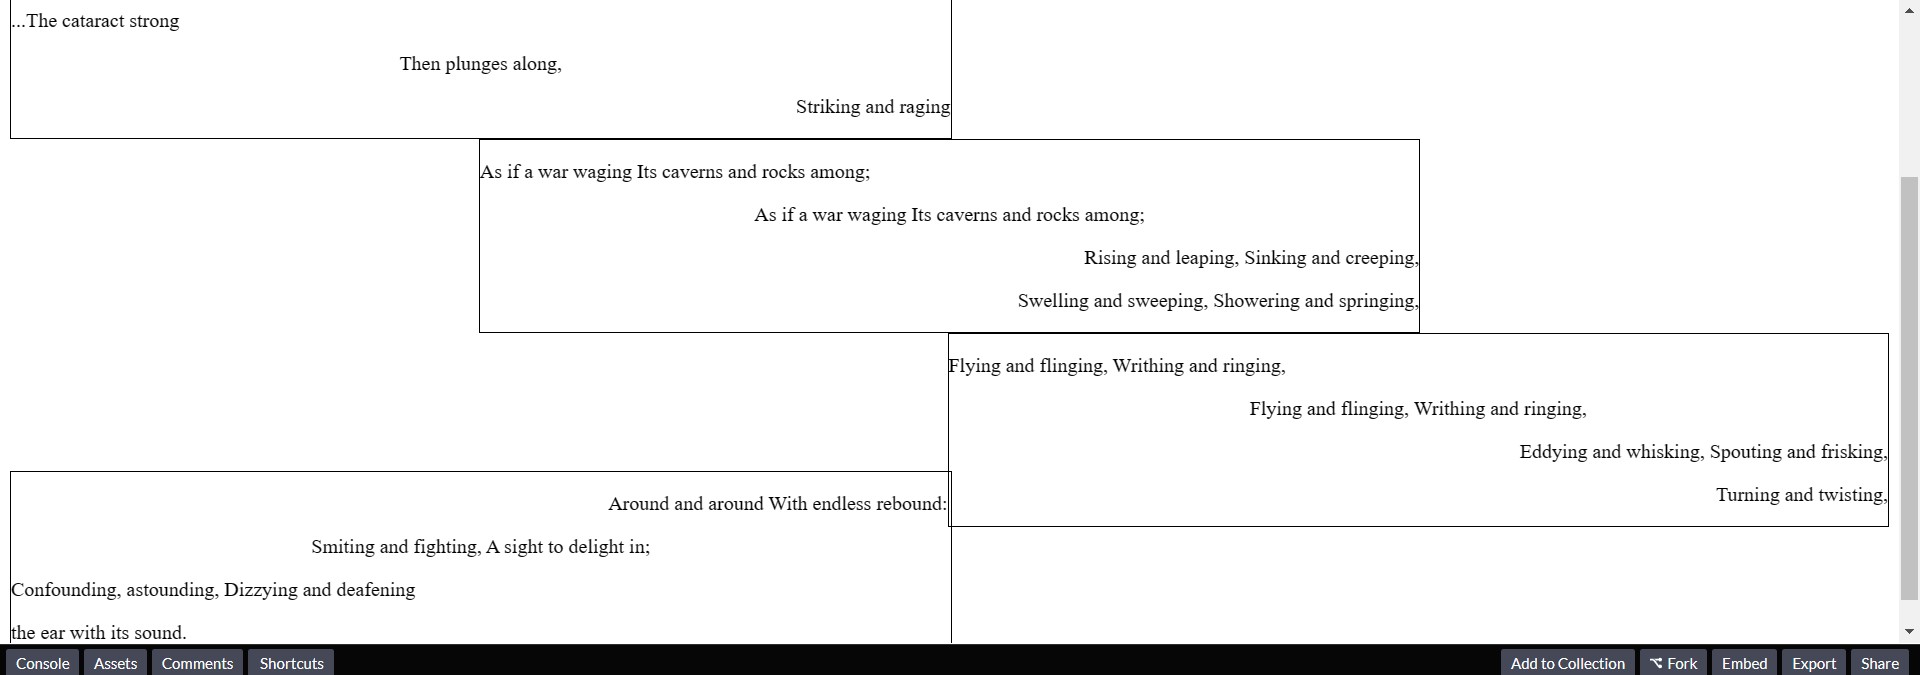 ...The cataract strong
Then plunges along,
Striking and raging
As if a war waging Its caverns and rocks among;
As if a war waging Its caverns and rocks among;
Rising and leaping, Sinking and creeping,
Swelling and sweeping, Showering and springing,
Flying and flinging, Writhing and ringing,
Flying and flinging, Writhing and ringing,
Eddying and whisking, Spouting and frisking,
Turning and twisting,
Around and around With endless rebound:
Smiting and fighting, A sight to delight in;
Confounding, astounding, Dizzying and deafening
the ear with its sound.
Console Assets Comments Shortcuts Add to Collection Fork Embed Export Share